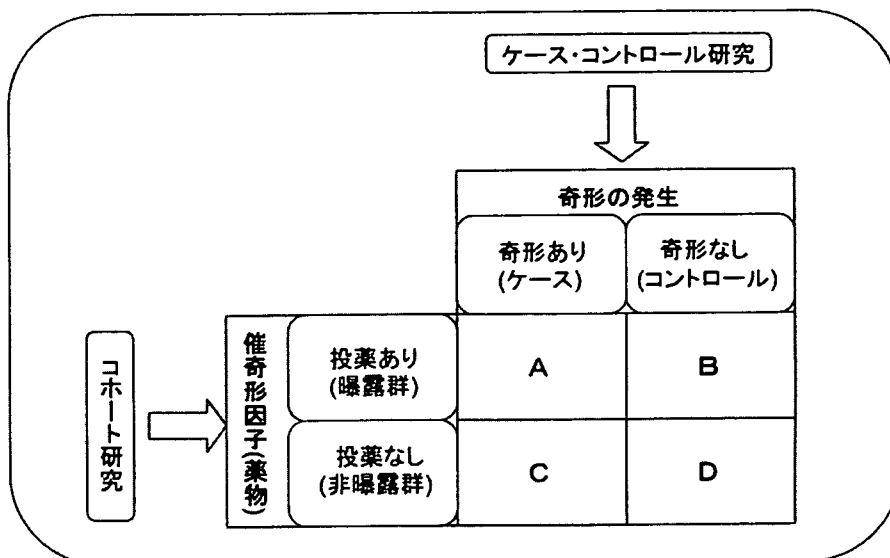 ケース・コントロール研究
奇形の発生
奇形あり
(ケース)
奇形なし
(コントロール)
コホート研究
催奇形因子(薬物)
投薬あり
(曝露群)
A
B
投薬なし
(非曝露群)
C
D